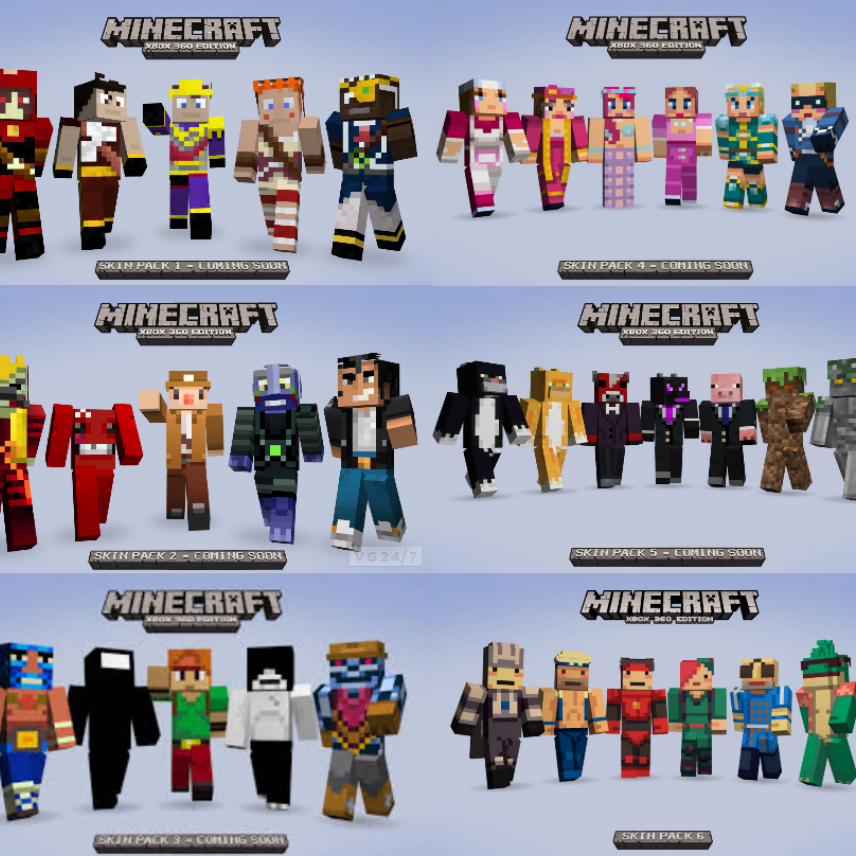 MINECRAFT
XBOX 360 EDITION
SKIN PACK 1 - COMING SOON
MINECRAFT
XBOX 360 EDITION
SKIN PACK 4 - COMING SOON
MINECRAFT
XBOX 360 EDITION
SKIN PACK 2 - COMING SOON
VG24/7
MINECRAFT
XBOX 360 EDITION
SKIN PACK 5 - COMING SOON
MINECRAFT
XBOX 360 EDITION
SKIN PACK 3 - COMING SOON
MINECRAFT
XBOX 360 EDITION
SKIN PACK 6